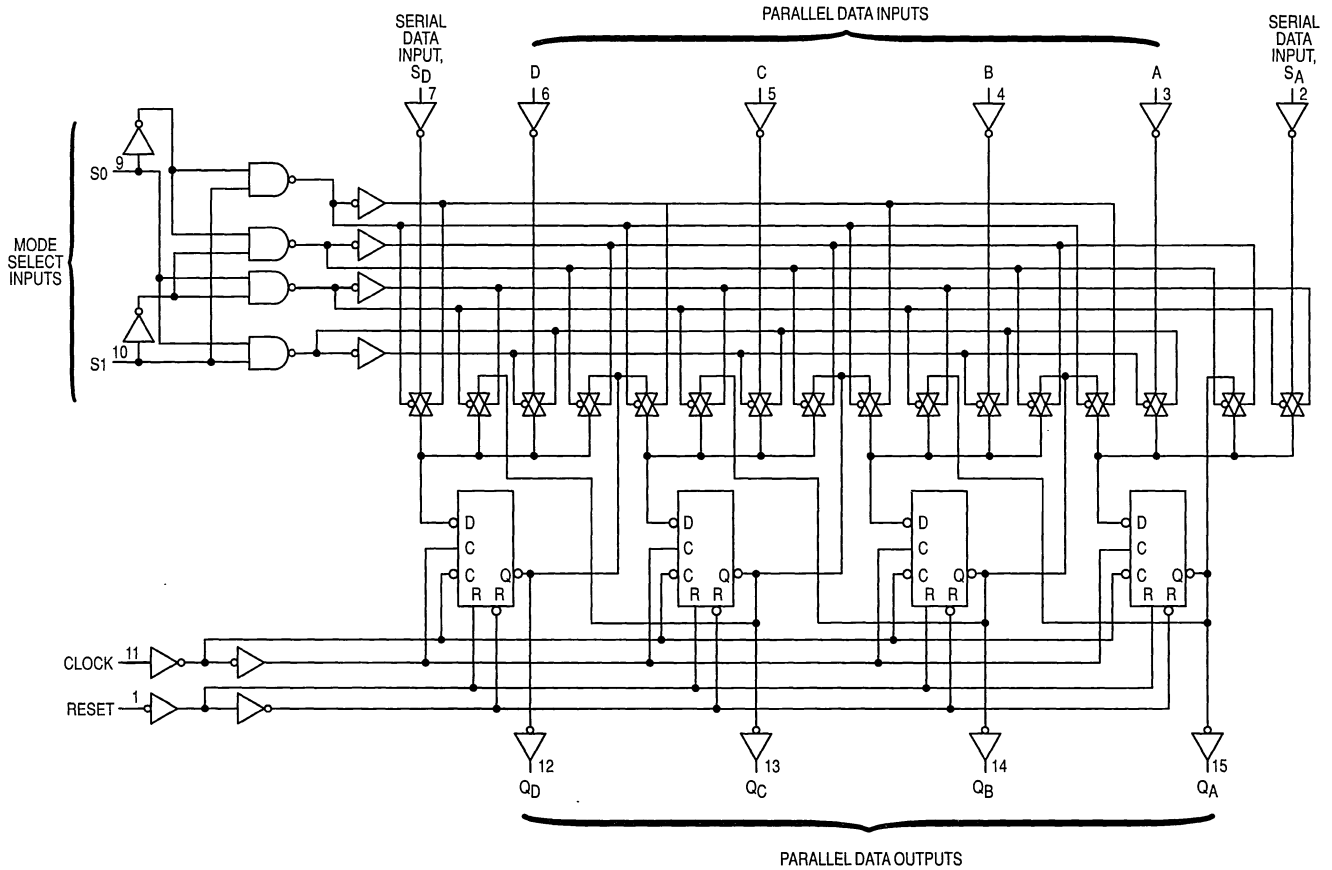 PARALLEL DATA INPUTS
SERIAL
DATA
INPUT,
SD
7
D
6
C
5
B
4
A
3
SERIAL
DATA
INPUT,
SA
2
MODE
SELECT
INPUTS
S0
9
S1
10
D
C
C
Q
R
R
D
C
C
Q
R
R
D
C
C
Q
R
R
D
C
C
Q
R
R
CLOCK
11
RESET
1
12
QD
13
QC
14
QB
15
QA
PARALLEL DATA OUTPUTS